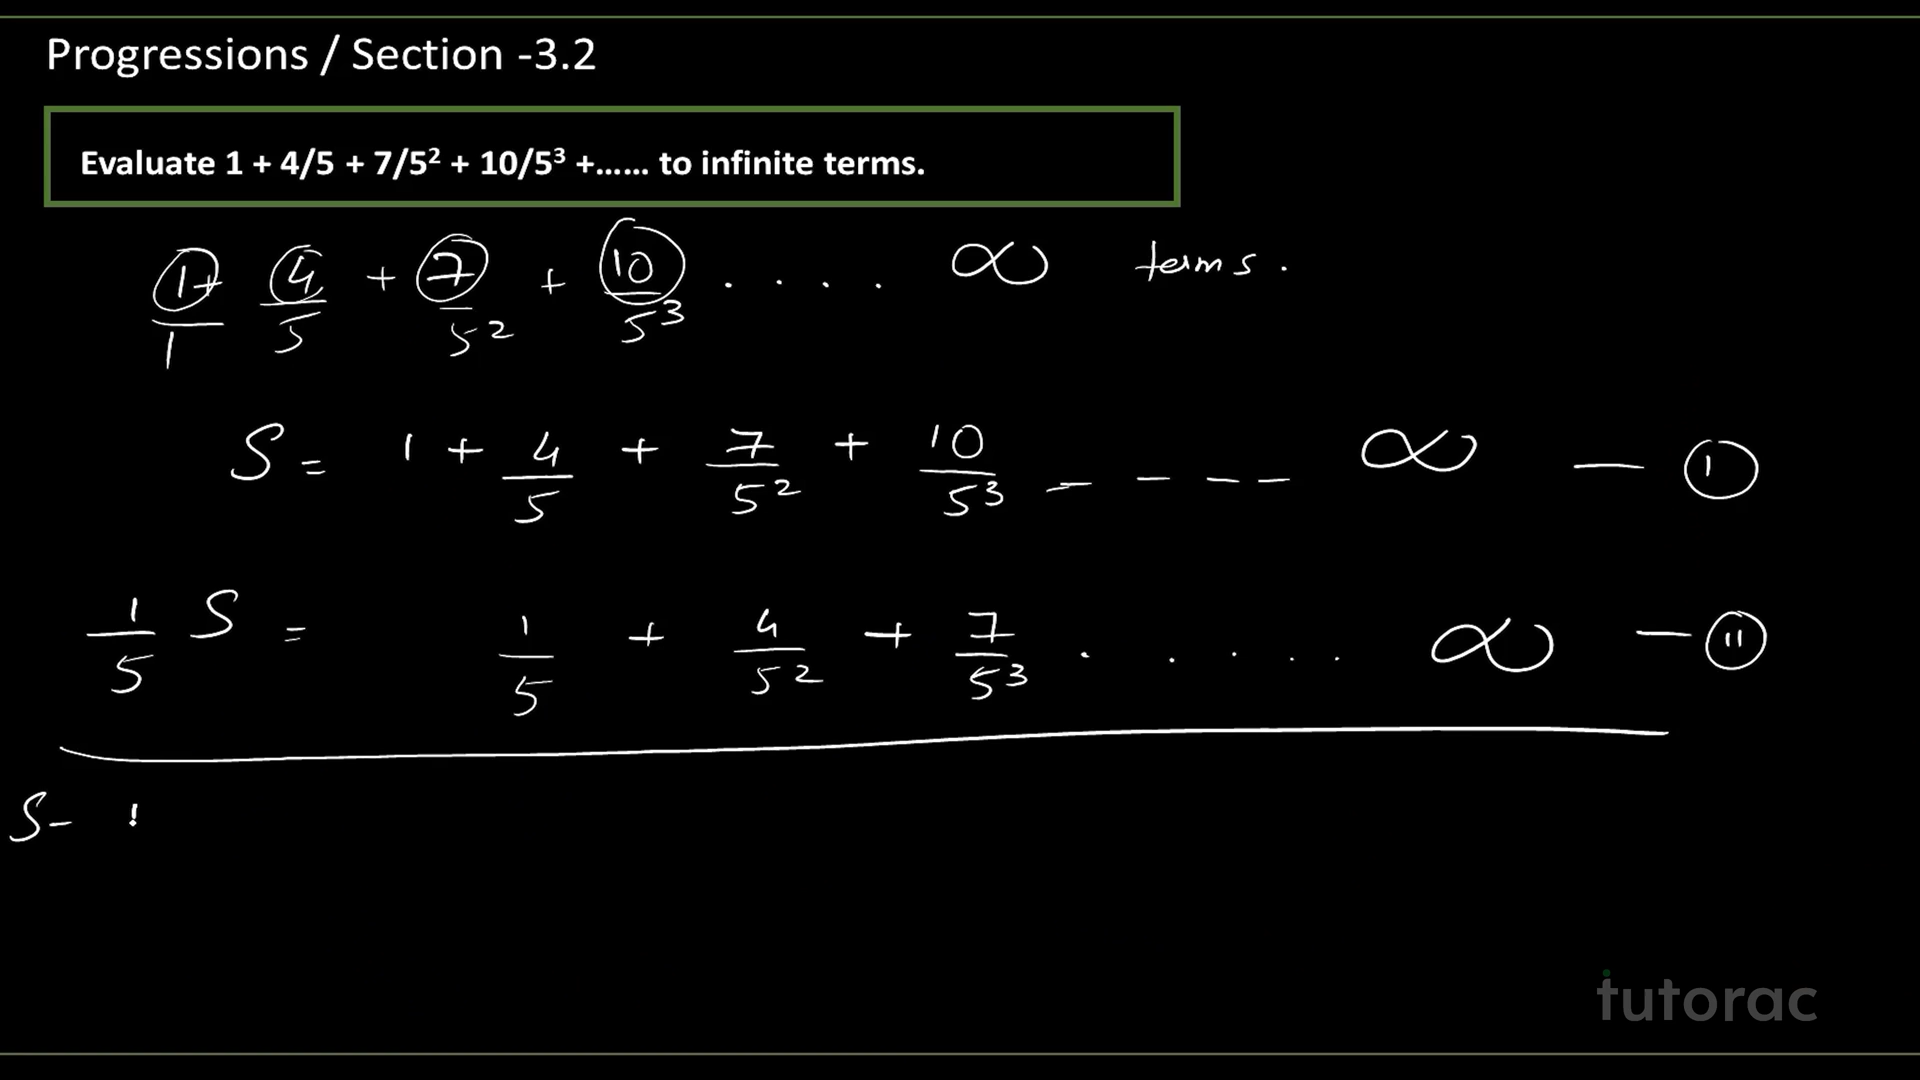 Progressions / Section -3.2
Evaluate 1 + 4/5 + 7/5² + 10/5³ +...... to infinite terms.
1/1 + 4/5 + 7/5² + 10/5³ . . . . ∞ terms.
S = 1 + 4/5 + 7/5² + 10/5³ - - - - ∞ — ①
1/5 S = 1/5 + 4/5² + 7/5³ . . . . . ∞ — ⑪
S - 1
tutorac